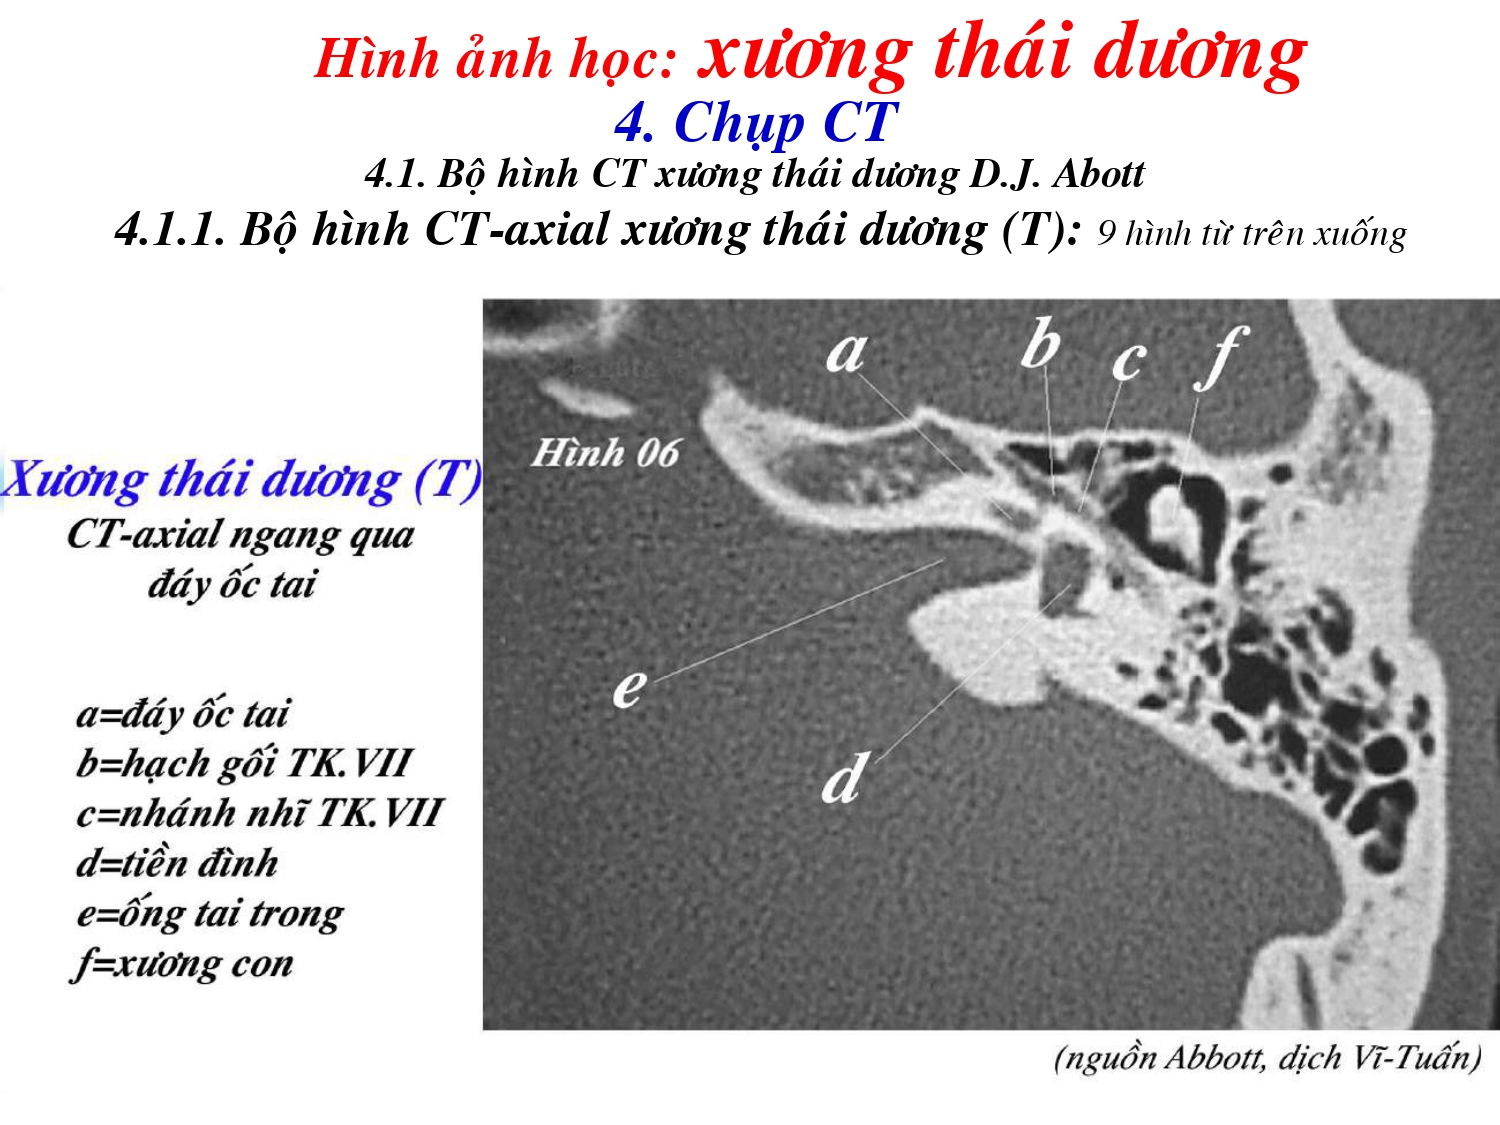 Hình ảnh học: xương thái dương
4. Chụp CT
4.1. Bộ hình CT xương thái dương D.J. Abott
4.1.1. Bộ hình CT-axial xương thái dương (T): 9 hình từ trên xuống
a
b
c
f
Hình 06
e
d
Xương thái dương (T)
CT-axial ngang qua
đáy ốc tai
a=đáy ốc tai
b=hạch gối TK.VII
c=nhánh nhĩ TK.VII
d=tiền đình
e=ống tai trong
f=xương con
(nguồn Abbott, dịch Vĩ-Tuấn)